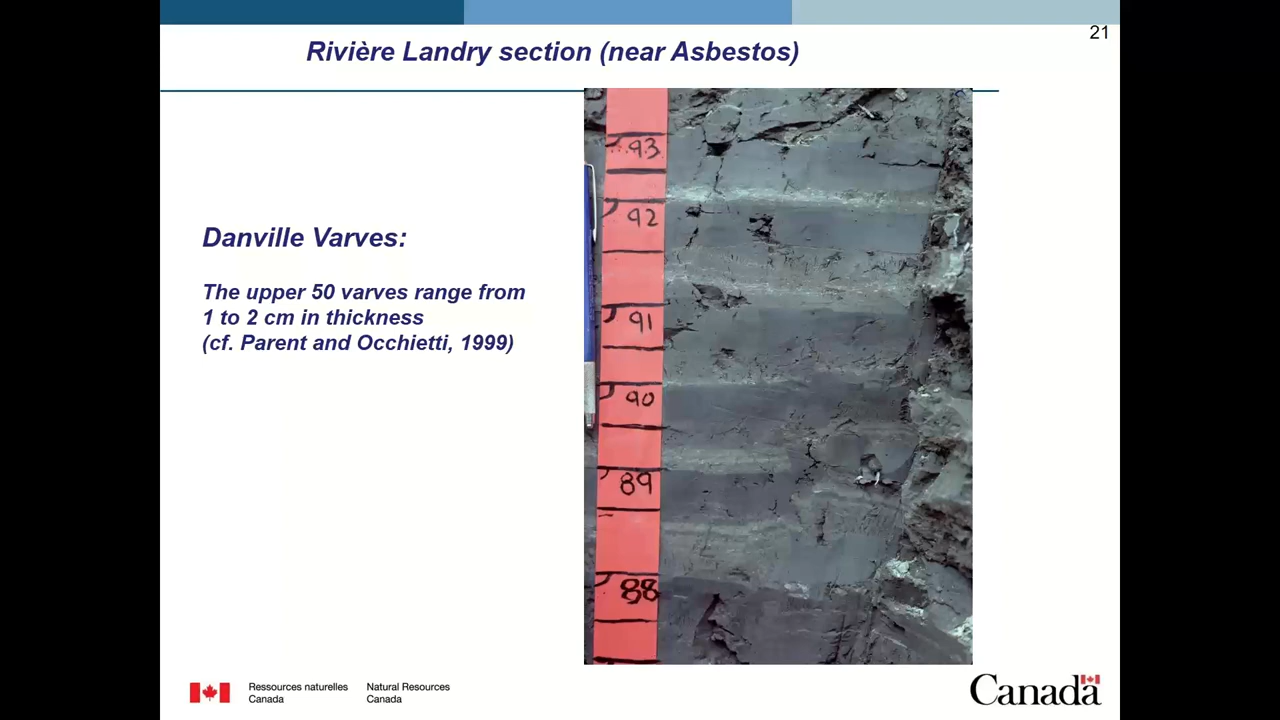 21
Rivière Landry section (near Asbestos)
Danville Varves:
The upper 50 varves range from
1 to 2 cm in thickness
(cf. Parent and Occhietti, 1999)
93
92
91
90
89
88
Ressources naturelles
Canada
Natural Resources
Canada
Canada